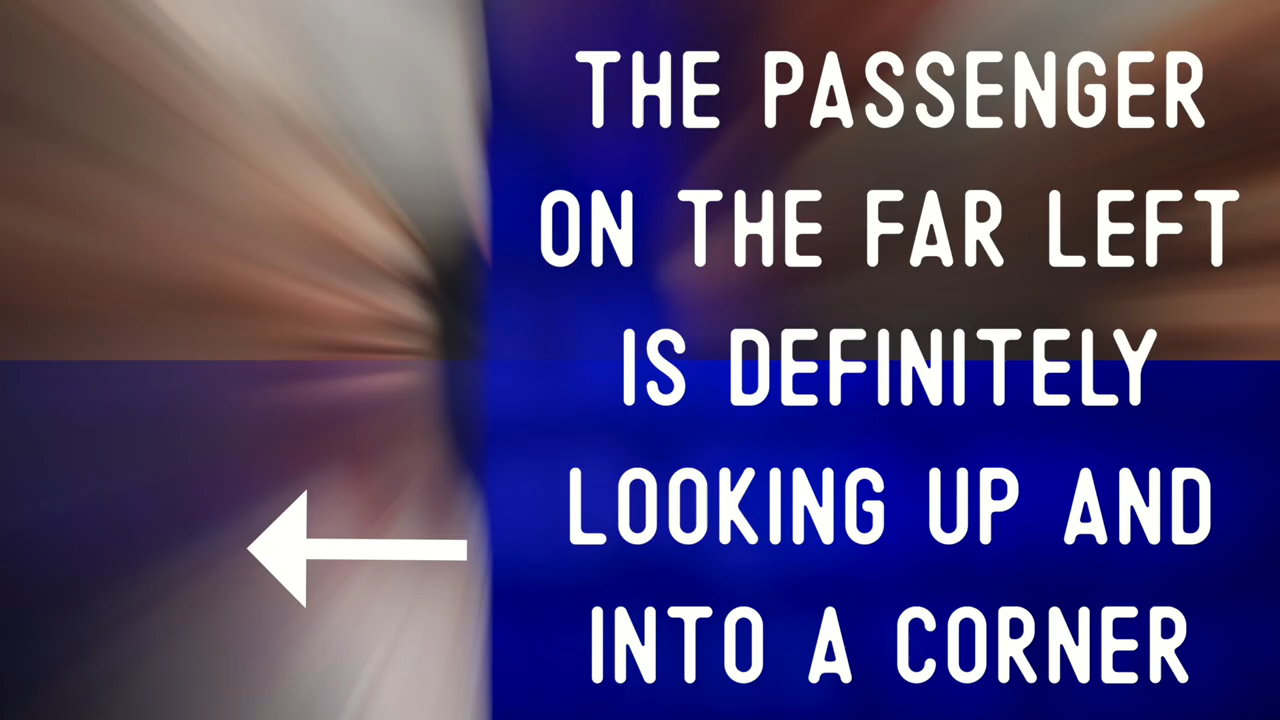 THE PASSENGER
ON THE FAR LEFT
IS DEFINITELY
LOOKING UP AND
INTO A CORNER